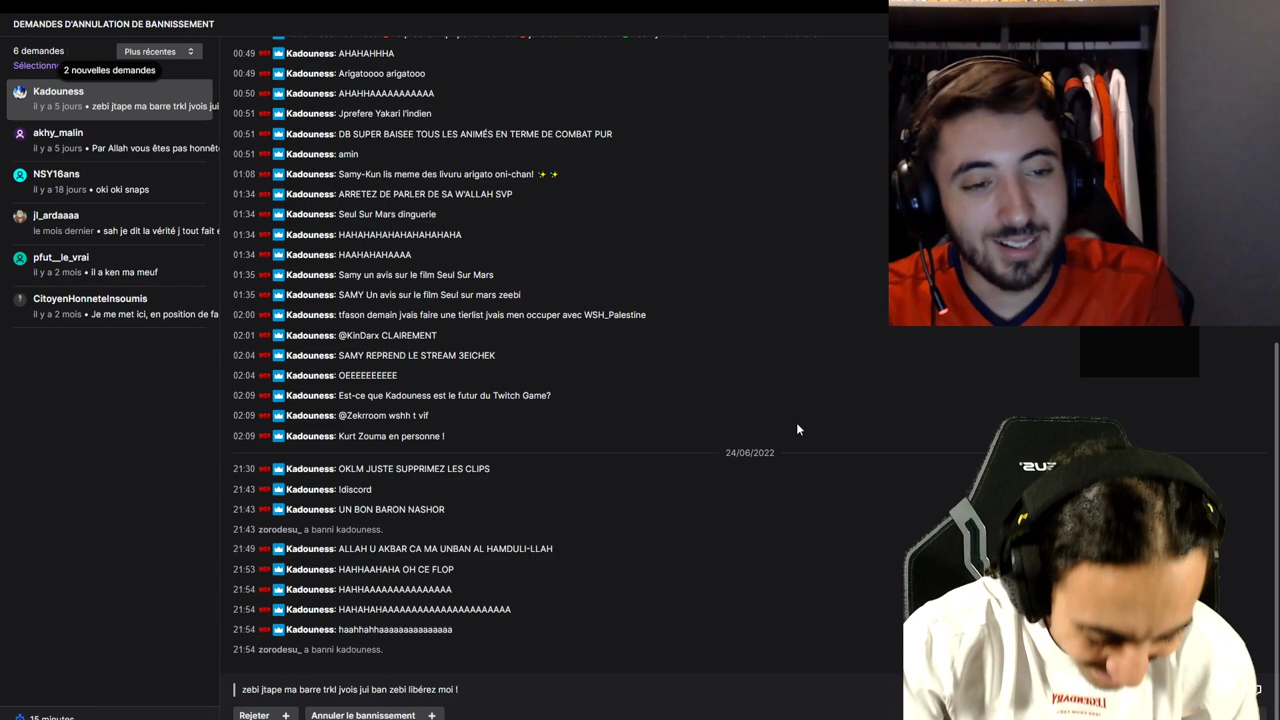 DEMANDES D'ANNULATION DE BANNISSEMENT
6 demandes
Plus récentes
Sélectionn
2 nouvelles demandes
Kadouness
il y a 5 jours • zebi jtape ma barre trkl jvois jui
akhy_malin
il y a 5 jours • Par Allah vous êtes pas honnêt
NSY16ans
il y a 18 jours • oki oki snaps
jl_ardaaaa
le mois dernier • sah je dit la vérité j tout fait
pfut__le_vrai
il y a 2 mois • il a ken ma meuf
CitoyenHonneteInsoumis
il y a 2 mois • Je me met ici, en position de fa
15 minutes
00:49 Kadouness: AHAHAHHHA
00:49 Kadouness: Arigatoooo arigatooo
00:50 Kadouness: AHAHHAAAAAAAAAAA
00:51 Kadouness: Jprefere Yakari l'indien
00:51 Kadouness: DB SUPER BAISEE TOUS LES ANIMÉS EN TERME DE COMBAT PUR
00:51 Kadouness: amin
01:08 Kadouness: Samy-Kun lis meme des livuru arigato oni-chan! ✨ ✨
01:34 Kadouness: ARRETEZ DE PARLER DE SA W'ALLAH SVP
01:34 Kadouness: Seul Sur Mars dinguerie
01:34 Kadouness: HAHAHAHAHAHAHAHAHA
01:34 Kadouness: HAAHAHAHAAAA
01:35 Kadouness: Samy un avis sur le film Seul Sur Mars
01:35 Kadouness: SAMY Un avis sur le film Seul sur mars zeebi
02:00 Kadouness: tfason demain jvais faire une tierlist jvais men occuper avec WSH_Palestine
02:01 Kadouness: @KinDarx CLAIREMENT
02:04 Kadouness: SAMY REPREND LE STREAM 3EICHEK
02:04 Kadouness: OEEEEEEEEEE
02:09 Kadouness: Est-ce que Kadouness est le futur du Twitch Game?
02:09 Kadouness: @Zekrroom wshh t vif
02:09 Kadouness: Kurt Zouma en personne !
24/06/2022
21:30 Kadouness: OKLM JUSTE SUPPRIMEZ LES CLIPS
21:43 Kadouness: !discord
21:43 Kadouness: UN BON BARON NASHOR
21:43 zorodesu_ a banni kadouness.
21:49 Kadouness: ALLAH U AKBAR CA MA UNBAN AL HAMDULI-LLAH
21:53 Kadouness: HAHHAAHAHA OH CE FLOP
21:54 Kadouness: HAHHAAAAAAAAAAAAAAA
21:54 Kadouness: HAHAHAHAAAAAAAAAAAAAAAAAAAAAA
21:54 Kadouness: haahhahhaaaaaaaaaaaaaaa
21:54 zorodesu_ a banni kadouness.
zebi jtape ma barre trkl jvois jui ban zebi libérez moi !
Rejeter +
Annuler le bannissement +
LEGENDARY